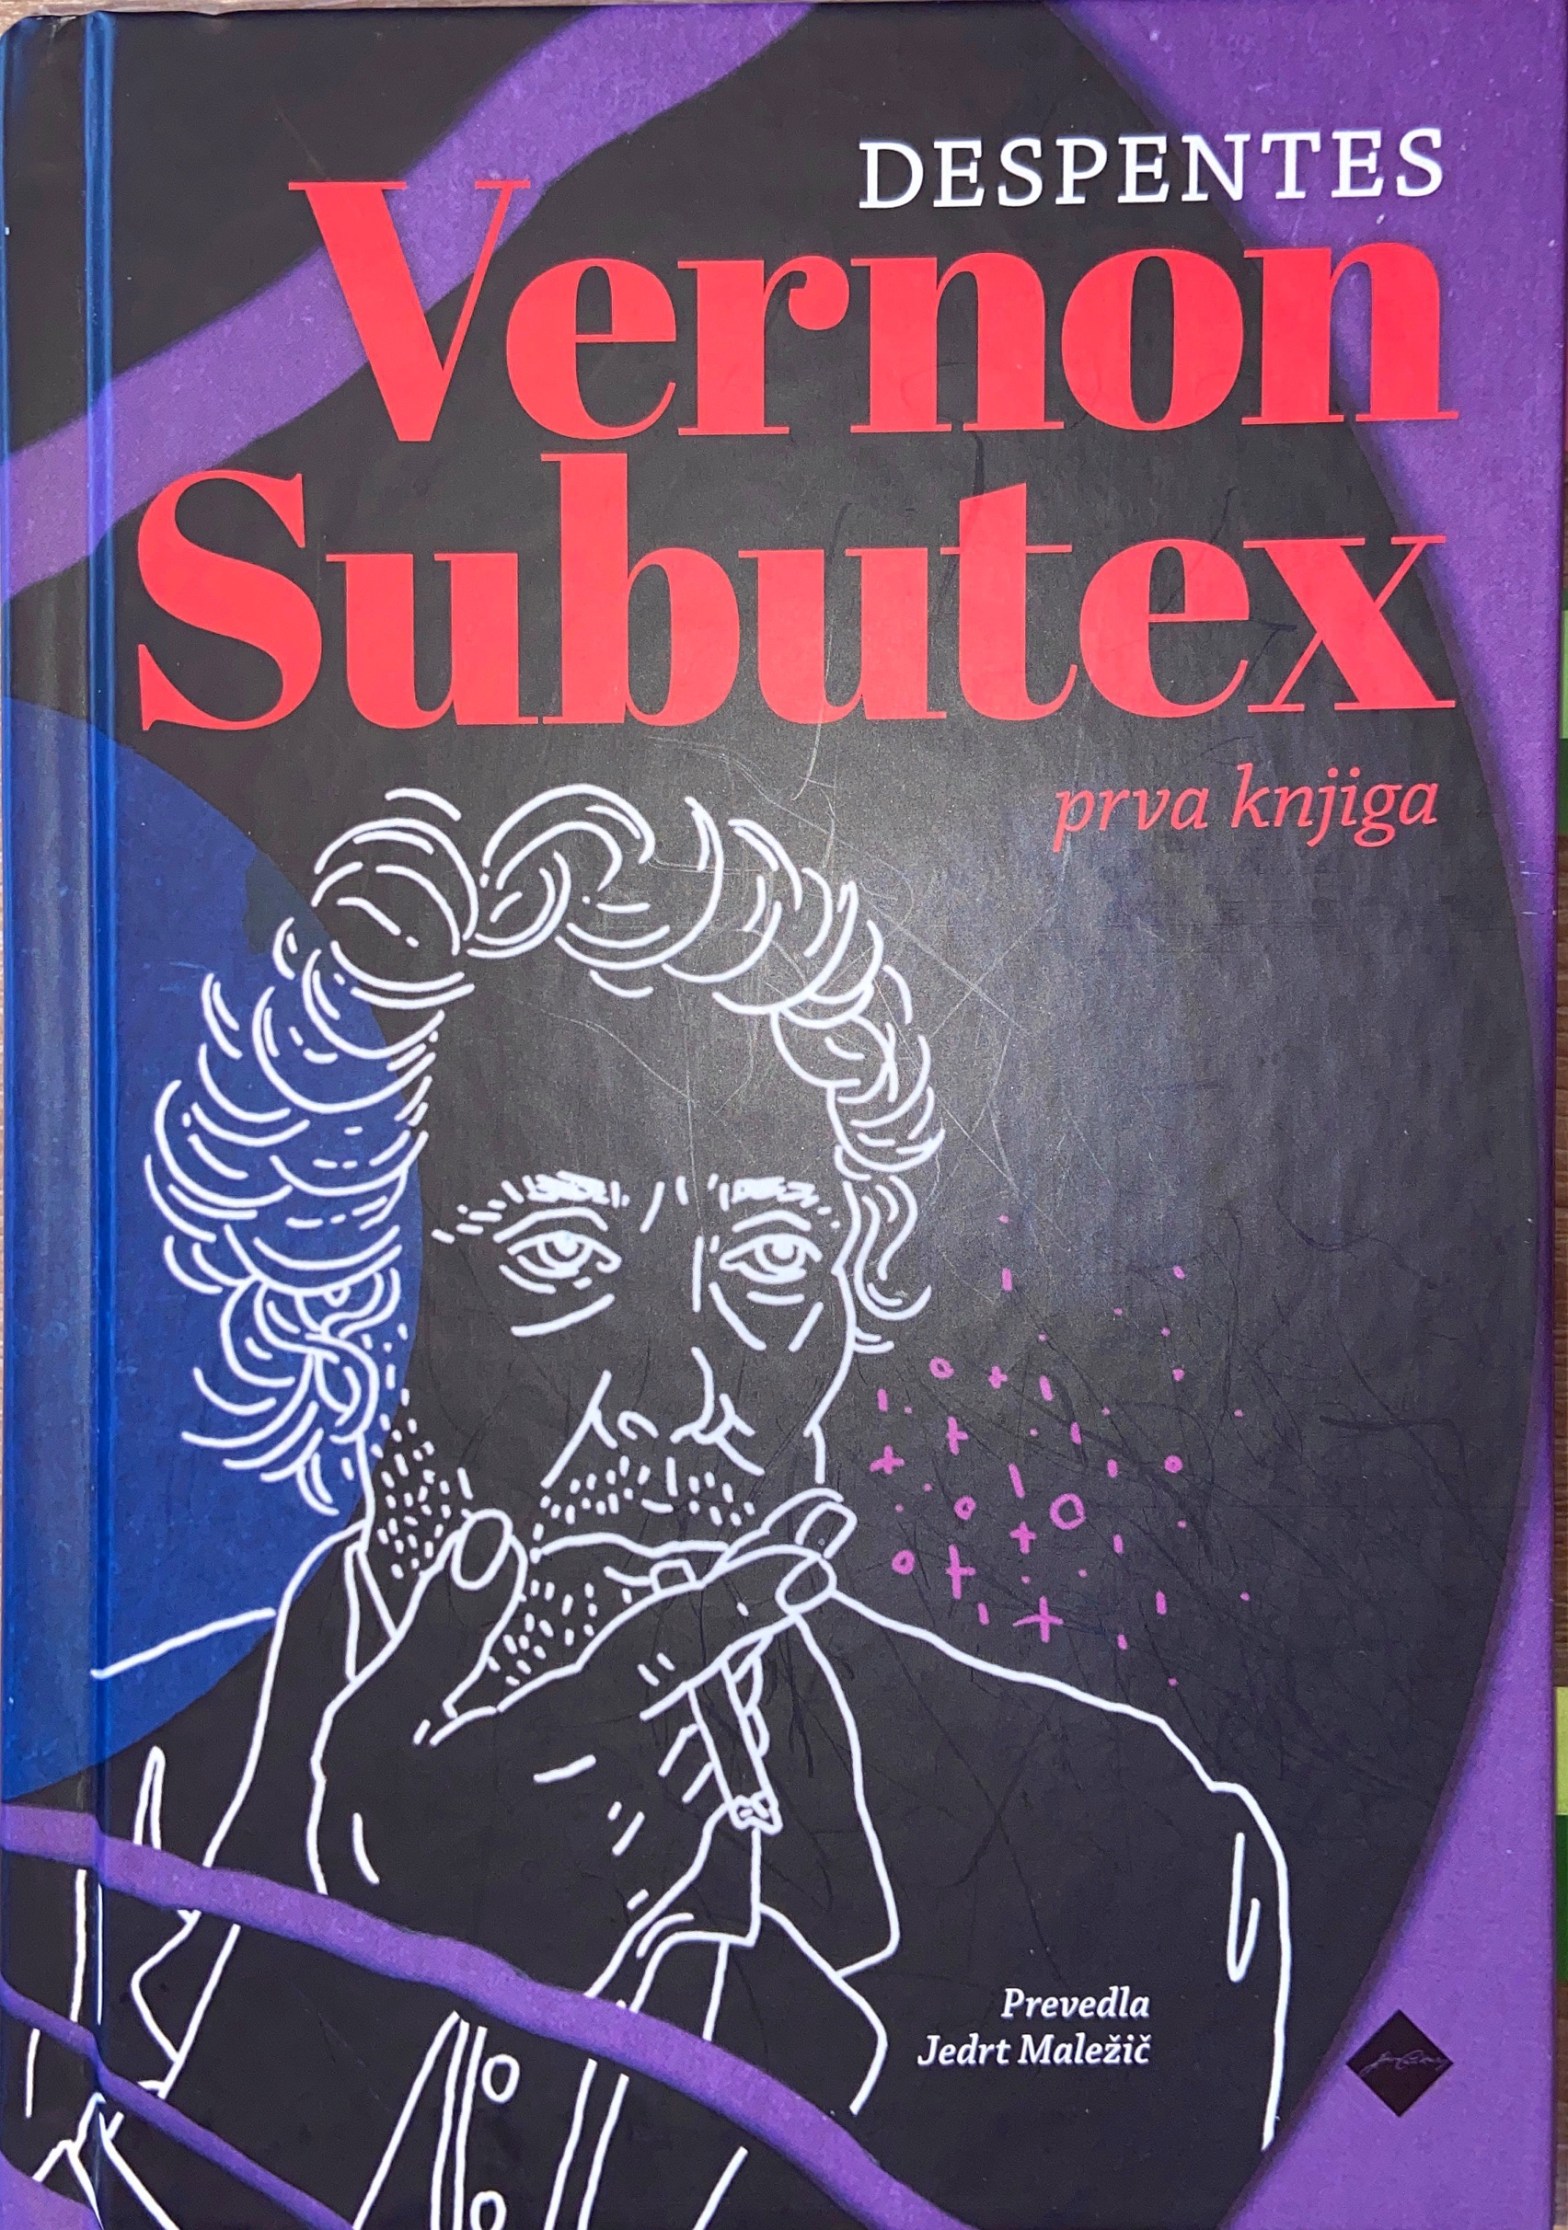 DESPENTES
Vernon
Subutex
prva knjiga
Prevedla
Jedrt Maležič